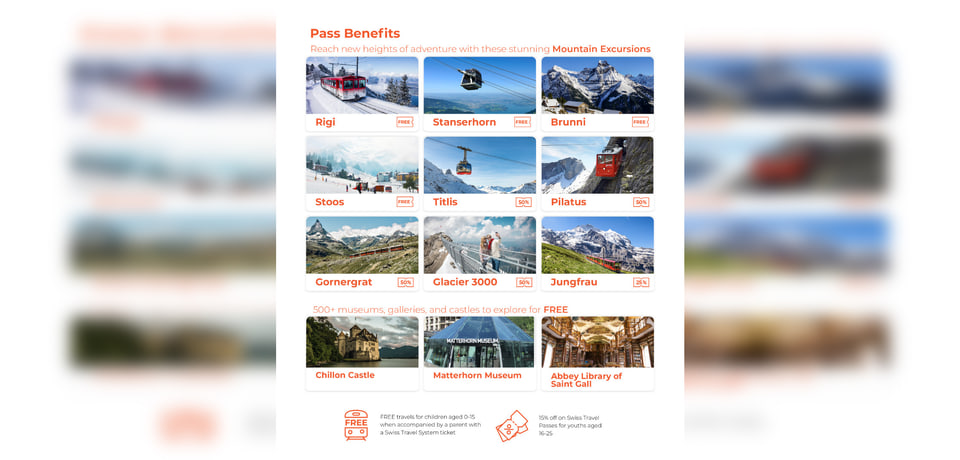 Pass Benefits
Reach new heights of adventure with these stunning Mountain Excursions
Rigi FREE
Stanserhorn FREE
Brunni FREE
Stoos FREE
Titlis 50%
Pilatus 50%
Gornergrat 50%
Glacier 3000 50%
Jungfrau 25%
500+ museums, galleries, and castles to explore for FREE
MATTERHORN MUSEUM
Chillon Castle
Matterhorn Museum
Abbey Library of
Saint Gall
FREE
FREE travels for children aged 0-15
when accompanied by a parent with
a Swiss Travel System ticket
15% off on Swiss Travel
Passes for youths aged
16-25